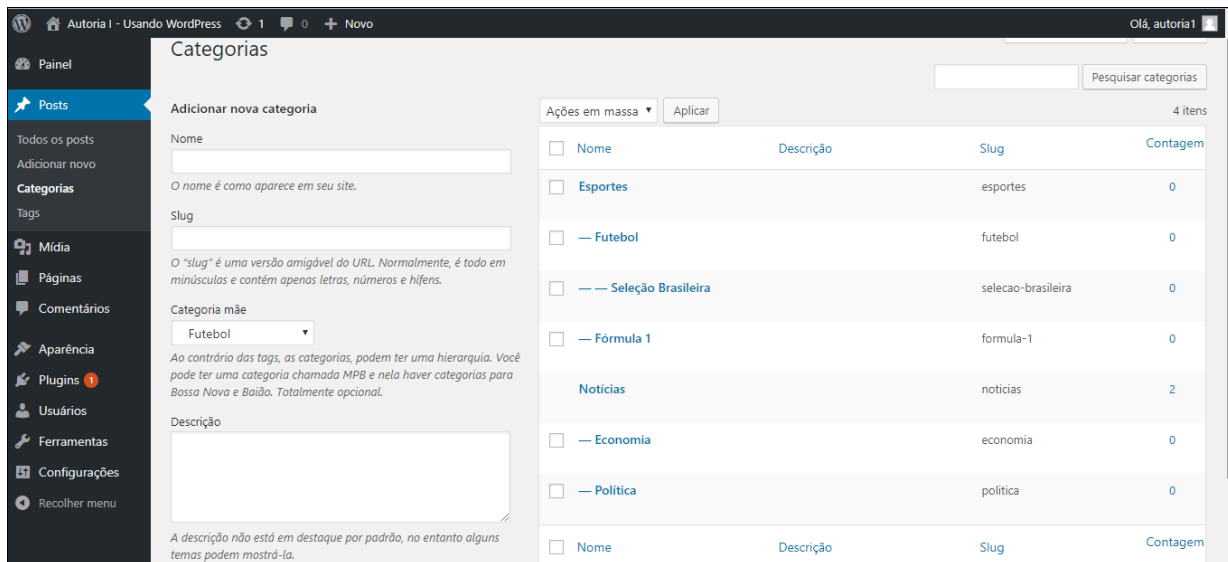 Autoria I - Usando WordPress 1 0 + Novo Olá, autoria1
Painel
Posts
Todos os posts
Adicionar novo
Categorias
Tags
Mídia
Páginas
Comentários
Aparência
Plugins 1
Usuários
Ferramentas
Configurações
Recolher menu
Categorias
Pesquisar categorias
Adicionar nova categoria
Nome
O nome é como aparece em seu site.
Slug
O "slug" é uma versão amigável do URL. Normalmente, é todo em
minúsculas e contém apenas letras, números e hífens.
Categoria mãe
Futebol
Ao contrário das tags, as categorias, podem ter uma hierarquia. Você
pode ter uma categoria chamada MPB e nela haver categorias para
Bossa Nova e Baião. Totalmente opcional.
Descrição
A descrição não está em destaque por padrão, no entanto alguns
temas podem mostrá-la.
Ações em massa Aplicar 4 itens
Nome Descrição Slug Contagem
Esportes esportes 0
— Futebol futebol 0
— — Seleção Brasileira selecao-brasileira 0
— Fórmula 1 formula-1 0
Notícias noticias 2
— Economia economia 0
— Política politica 0
Nome Descrição Slug Contagem